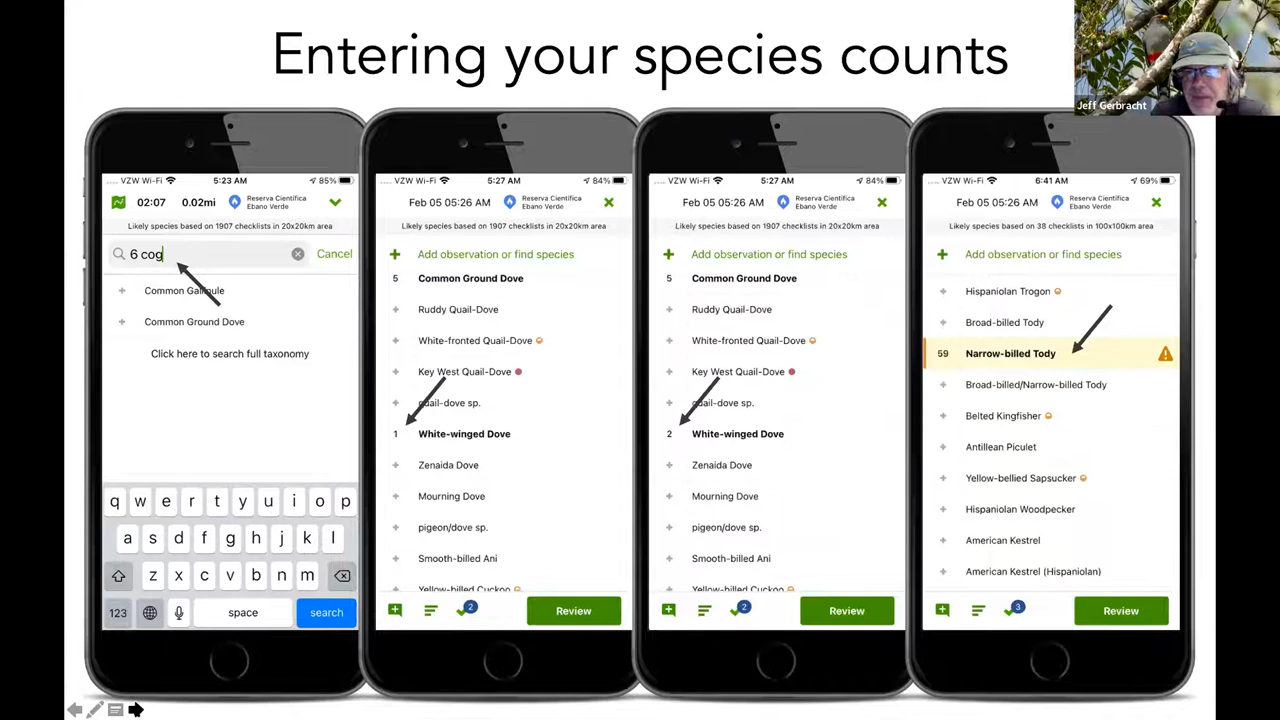 Entering your species counts
Jeff Gerbracht
VZW Wi-Fi 5:23 AM 85%
02:07 0.02mi Reserva Científica
Ebano Verde
Likely species based on 1907 checklists in 20x20km area
6 cog Cancel
Common Gallinule
Common Ground Dove
Click here to search full taxonomy
q w e r t y u i o p
a s d f g h j k l
z x c v b n m
123 space search
VZW Wi-Fi 5:27 AM 84%
Feb 05 05:26 AM Reserva Científica
Ebano Verde
Likely species based on 1907 checklists in 20x20km area
+ Add observation or find species
5 Common Ground Dove
+ Ruddy Quail-Dove
+ White-fronted Quail-Dove
+ Key West Quail-Dove
+ quail-dove sp.
1 White-winged Dove
+ Zenaida Dove
+ Mourning Dove
+ pigeon/dove sp.
+ Smooth-billed Ani
+ Yellow-billed Cuckoo
2 Review
VZW Wi-Fi 5:27 AM 84%
Feb 05 05:26 AM Reserva Científica
Ebano Verde
Likely species based on 1907 checklists in 20x20km area
+ Add observation or find species
5 Common Ground Dove
+ Ruddy Quail-Dove
+ White-fronted Quail-Dove
+ Key West Quail-Dove
+ quail-dove sp.
2 White-winged Dove
+ Zenaida Dove
+ Mourning Dove
+ pigeon/dove sp.
+ Smooth-billed Ani
+ Yellow-billed Cuckoo
2 Review
VZW Wi-Fi 6:41 AM 69%
Feb 05 05:26 AM Reserva Científica
Ebano Verde
Likely species based on 38 checklists in 100x100km area
+ Add observation or find species
+ Hispaniolan Trogon
+ Broad-billed Tody
59 Narrow-billed Tody
+ Broad-billed/Narrow-billed Tody
+ Belted Kingfisher
+ Antillean Piculet
+ Yellow-bellied Sapsucker
+ Hispaniolan Woodpecker
+ American Kestrel
+ American Kestrel (Hispaniolan)
3 Review